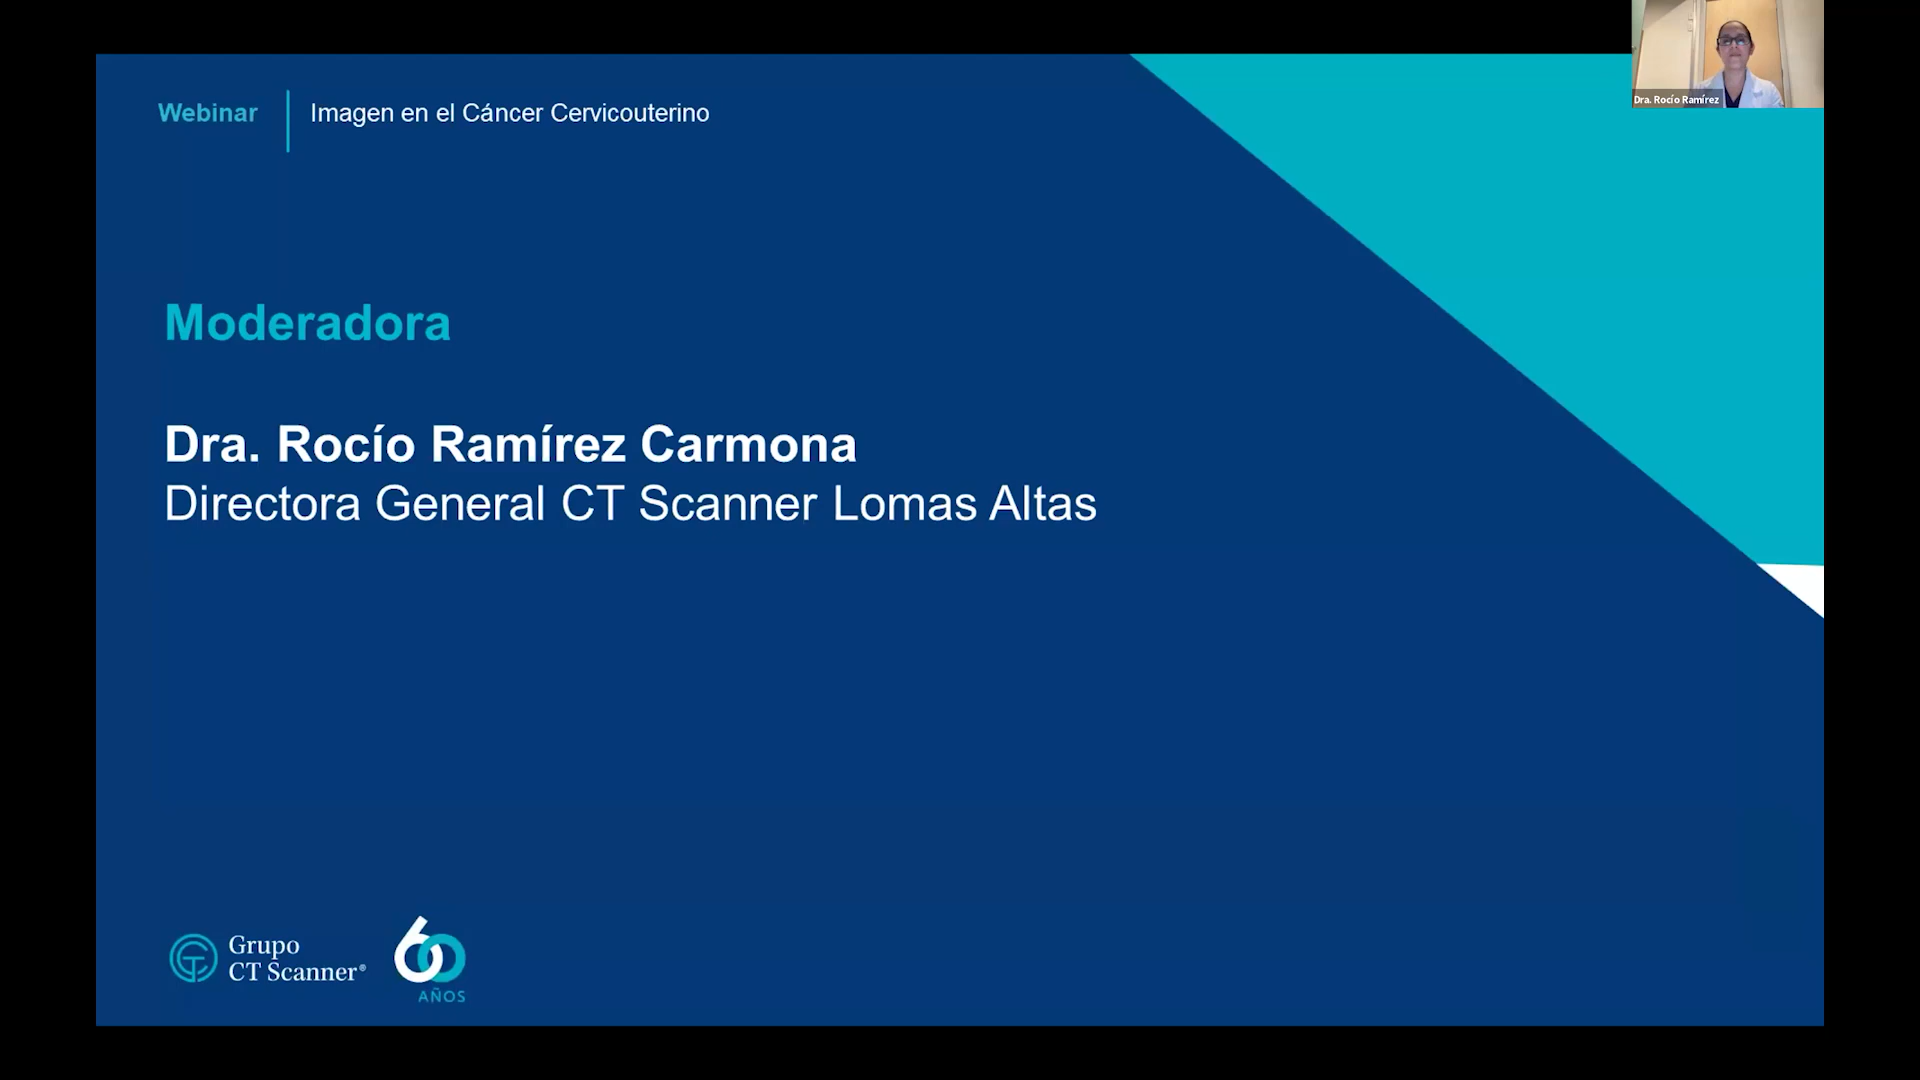 Webinar
Imagen en el Cáncer Cervicouterino
Dra. Rocío Ramírez
Moderadora
Dra. Rocío Ramírez Carmona
Directora General CT Scanner Lomas Altas
Grupo
CT Scanner®
60
AÑOS